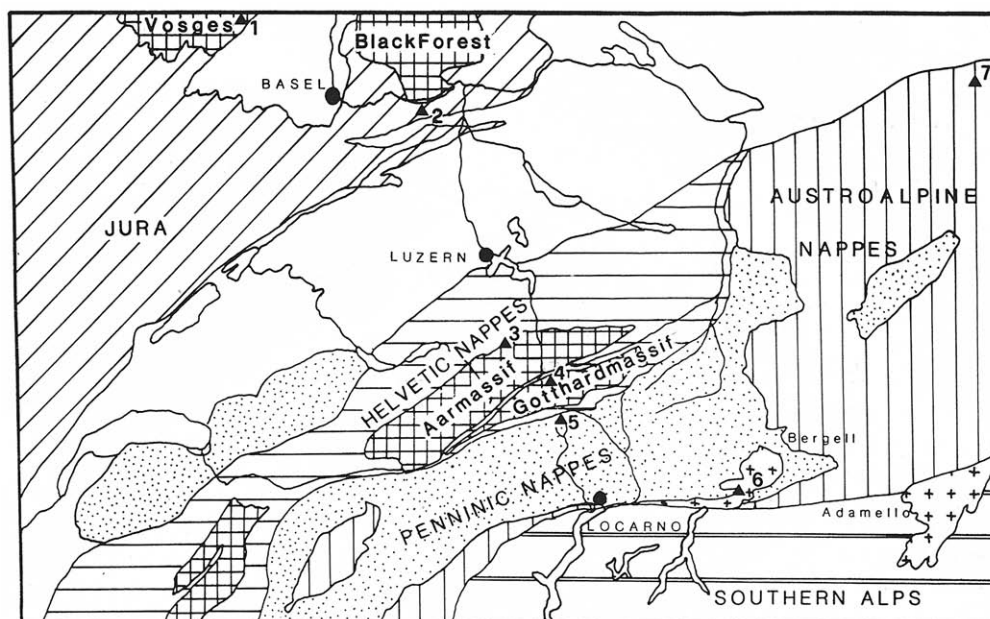 Vosges
1
BlackForest
BASEL
2
7
JURA
AUSTROALPINE
NAPPES
LUZERN
HELVETIC NAPPES
3
Aarmassif
4
Gotthardmassif
5
PENNINIC NAPPES
Bergell
6
LOCARNO
Adamello
SOUTHERN ALPS